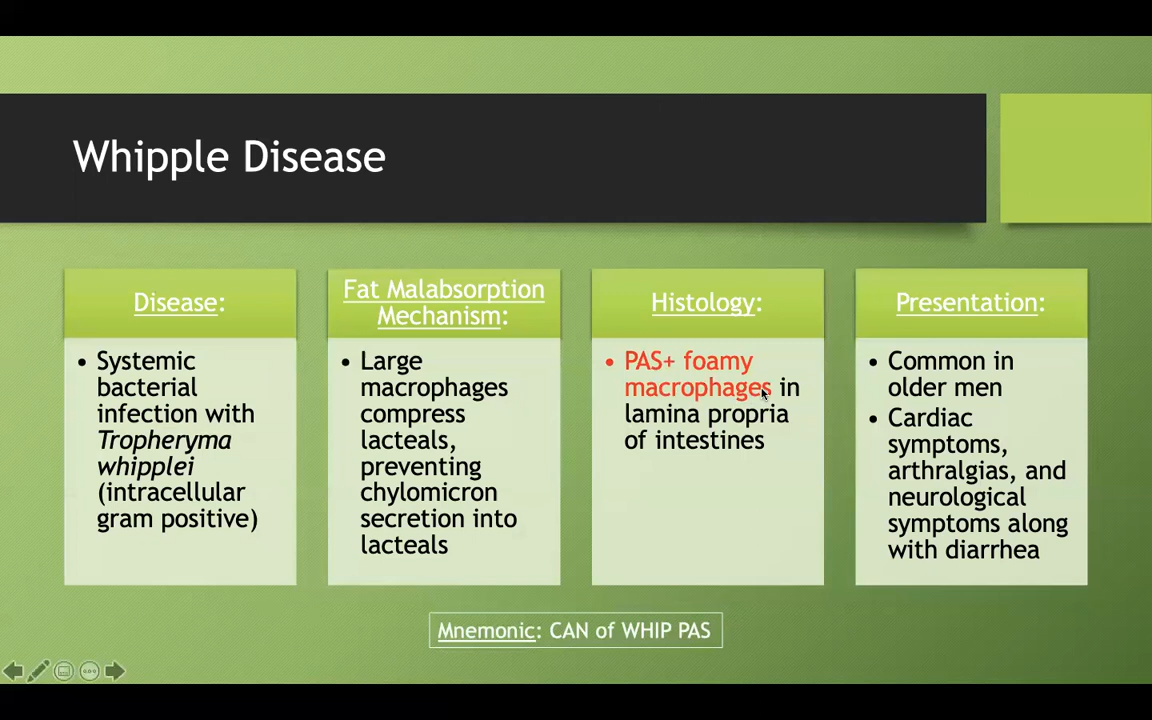 Whipple Disease
Disease:
• Systemic
bacterial
infection with
Tropheryma
whipplei
(intracellular
gram positive)
Fat Malabsorption
Mechanism:
• Large
macrophages
compress
lacteals,
preventing
chylomicron
secretion into
lacteals
Histology:
• PAS+ foamy
macrophages in
lamina propria
of intestines
Presentation:
• Common in
older men
• Cardiac
symptoms,
arthralgias, and
neurological
symptoms along
with diarrhea
Mnemonic: CAN of WHIP PAS